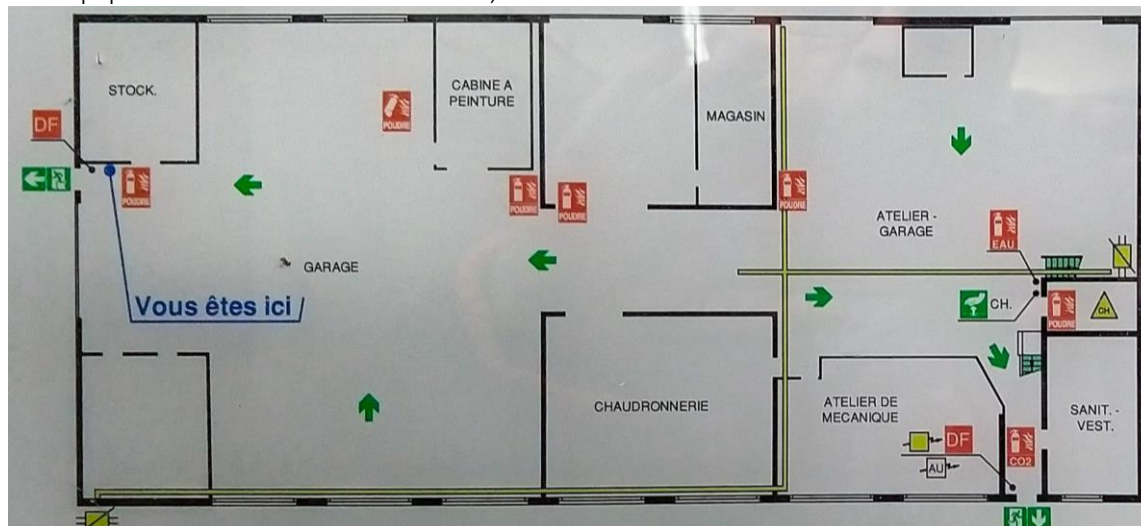 STOCK.
CABINE A
PEINTURE
MAGASIN
DF
POUDRE
POUDRE
POUDRE
POUDRE
POUDRE
ATELIER -
GARAGE
EAU
GARAGE
Vous êtes ici
CH.
POUDRE
CH
CHAUDRONNERIE
ATELIER DE
MECANIQUE
SANIT. -
VEST.
DF
AU
CO2